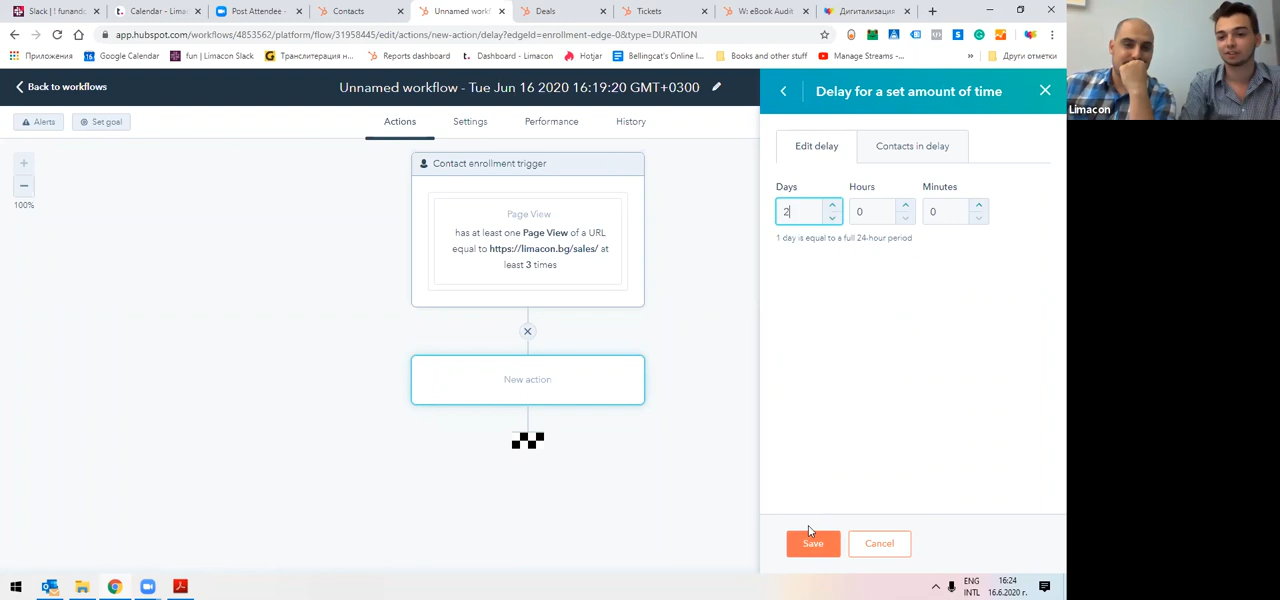 Slack | ! funando
Calendar - Lima
Post Attendee -
Contacts
Unnamed workf
Deals
Tickets
W: eBook Audit
Дигитализация
app.hubspot.com/workflows/4853562/platform/flow/31958445/edit/actions/new-action/delay?edgeId=enrollment-edge-0&type=DURATION
Приложения
Google Calendar
fun | Limacon Slack
Транслитерация н...
Reports dashboard
Dashboard - Limacon
Hotjar
Bellingcat's Online I...
Books and other stuff
Manage Streams -...
»
Други отметки
Back to workflows
Unnamed workflow - Tue Jun 16 2020 16:19:20 GMT+0300
Delay for a set amount of time
Limacon
Alerts
Set goal
Actions
Settings
Performance
History
Edit delay
Contacts in delay
100%
Contact enrollment trigger
Page View
has at least one Page View of a URL
equal to https://limacon.bg/sales/ at
least 3 times
New action
Days
Hours
Minutes
2
0
0
1 day is equal to a full 24-hour period
Save
Cancel
ENG
INTL
16:24
16.6.2020 г.